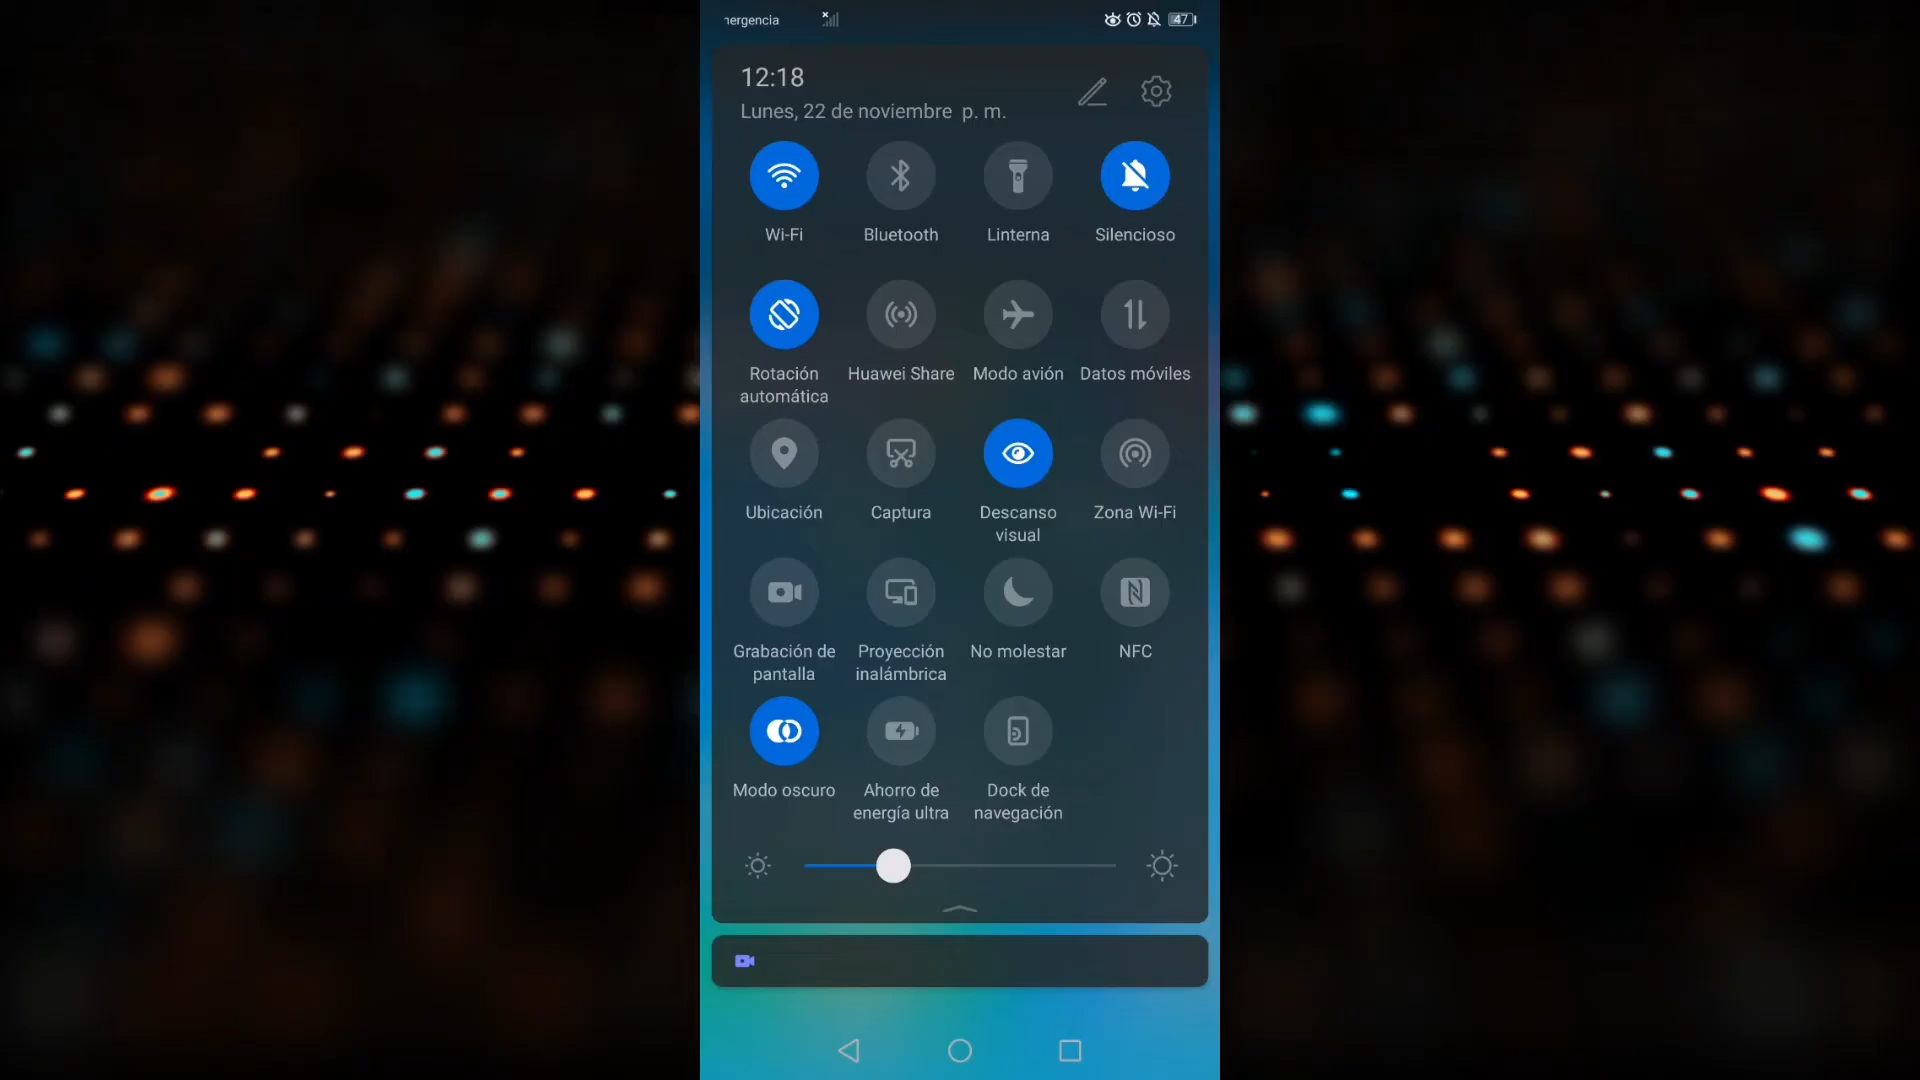 47
12:18
Lunes, 22 de noviembre p. m.
Wi-Fi
Bluetooth
Linterna
Silencioso
Rotación
automática
Huawei Share
Modo avión
Datos móviles
Ubicación
Captura
Descanso
visual
Zona Wi-Fi
Grabación de
pantalla
Proyección
inalámbrica
No molestar
NFC
Modo oscuro
Ahorro de
energía ultra
Dock de
navegación